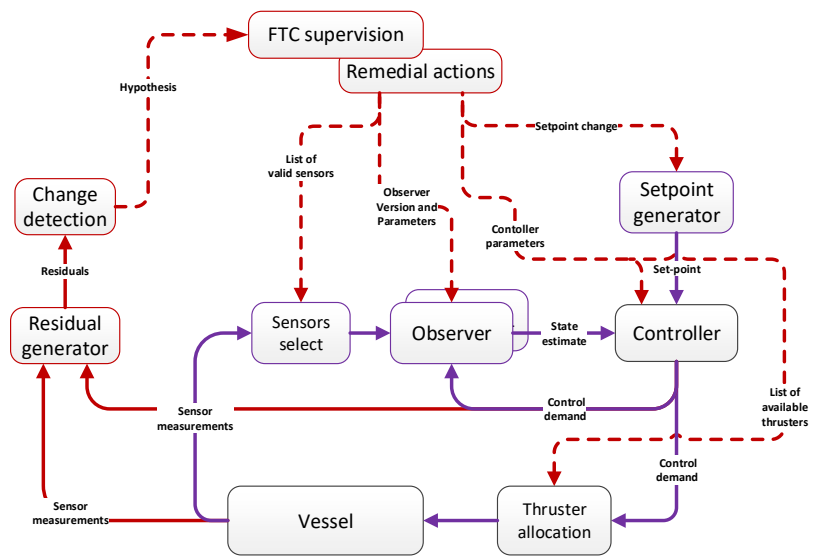 FTC supervision
Remedial actions
Hypothesis
Setpoint change
List of
valid sensors
Change
detection
Observer
Version and
Parameters
Setpoint
generator
Contoller
parameters
Residuals
Set-point
Residual
generator
Sensors
select
Observer
State
estimate
Controller
Sensor
measurements
Control
demand
List of
available
thrusters
Control
demand
Sensor
measurements
Vessel
Thruster
allocation